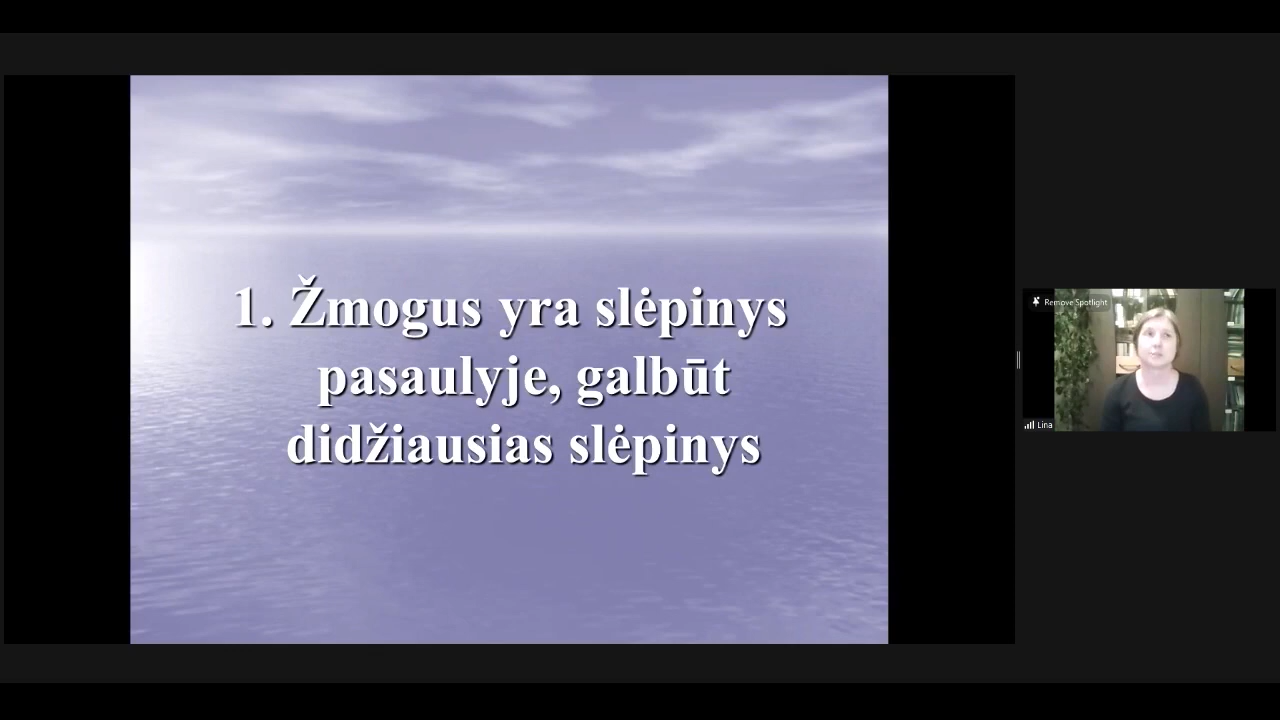 1. Žmogus yra slėpinys
pasaulyje, galbūt
didžiausias slėpinys
Remove Spotlight
Lina